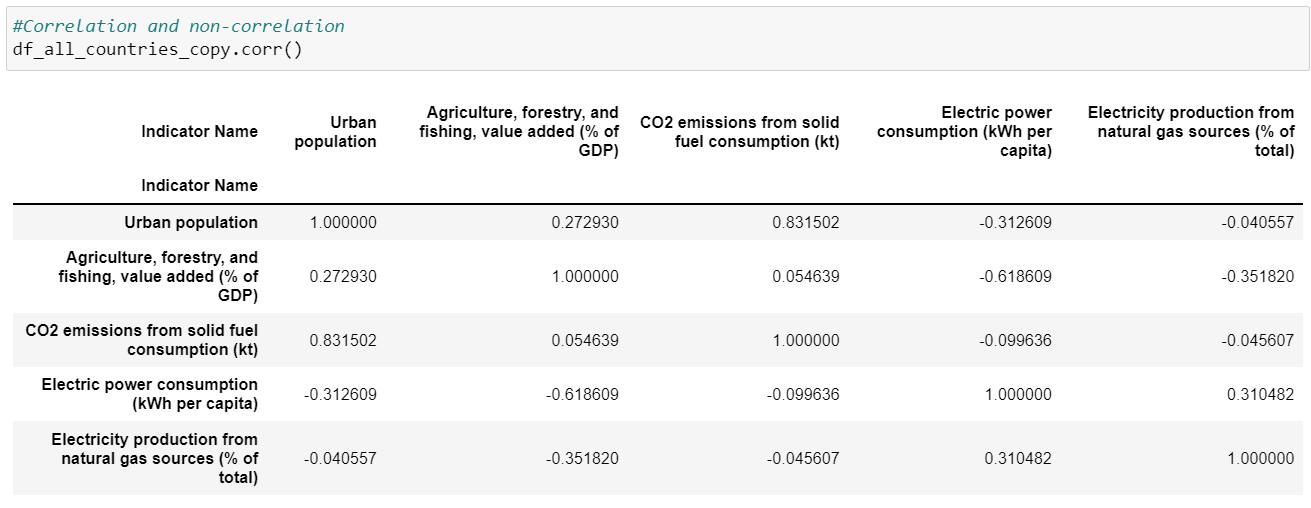 #Correlation and non-correlation
df_all_countries_copy.corr()
Indicator Name Urban population Agriculture, forestry, and fishing, value added (% of GDP) CO2 emissions from solid fuel consumption (kt) Electric power consumption (kWh per capita) Electricity production from natural gas sources (% of total)
Indicator Name
Urban population 1.000000 0.272930 0.831502 -0.312609 -0.040557
Agriculture, forestry, and fishing, value added (% of GDP) 0.272930 1.000000 0.054639 -0.618609 -0.351820
CO2 emissions from solid fuel consumption (kt) 0.831502 0.054639 1.000000 -0.099636 -0.045607
Electric power consumption (kWh per capita) -0.312609 -0.618609 -0.099636 1.000000 0.310482
Electricity production from natural gas sources (% of total) -0.040557 -0.351820 -0.045607 0.310482 1.000000